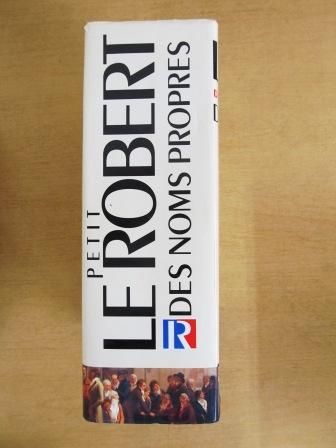 PETIT
LE ROBERT
DES NOMS PROPRES
R